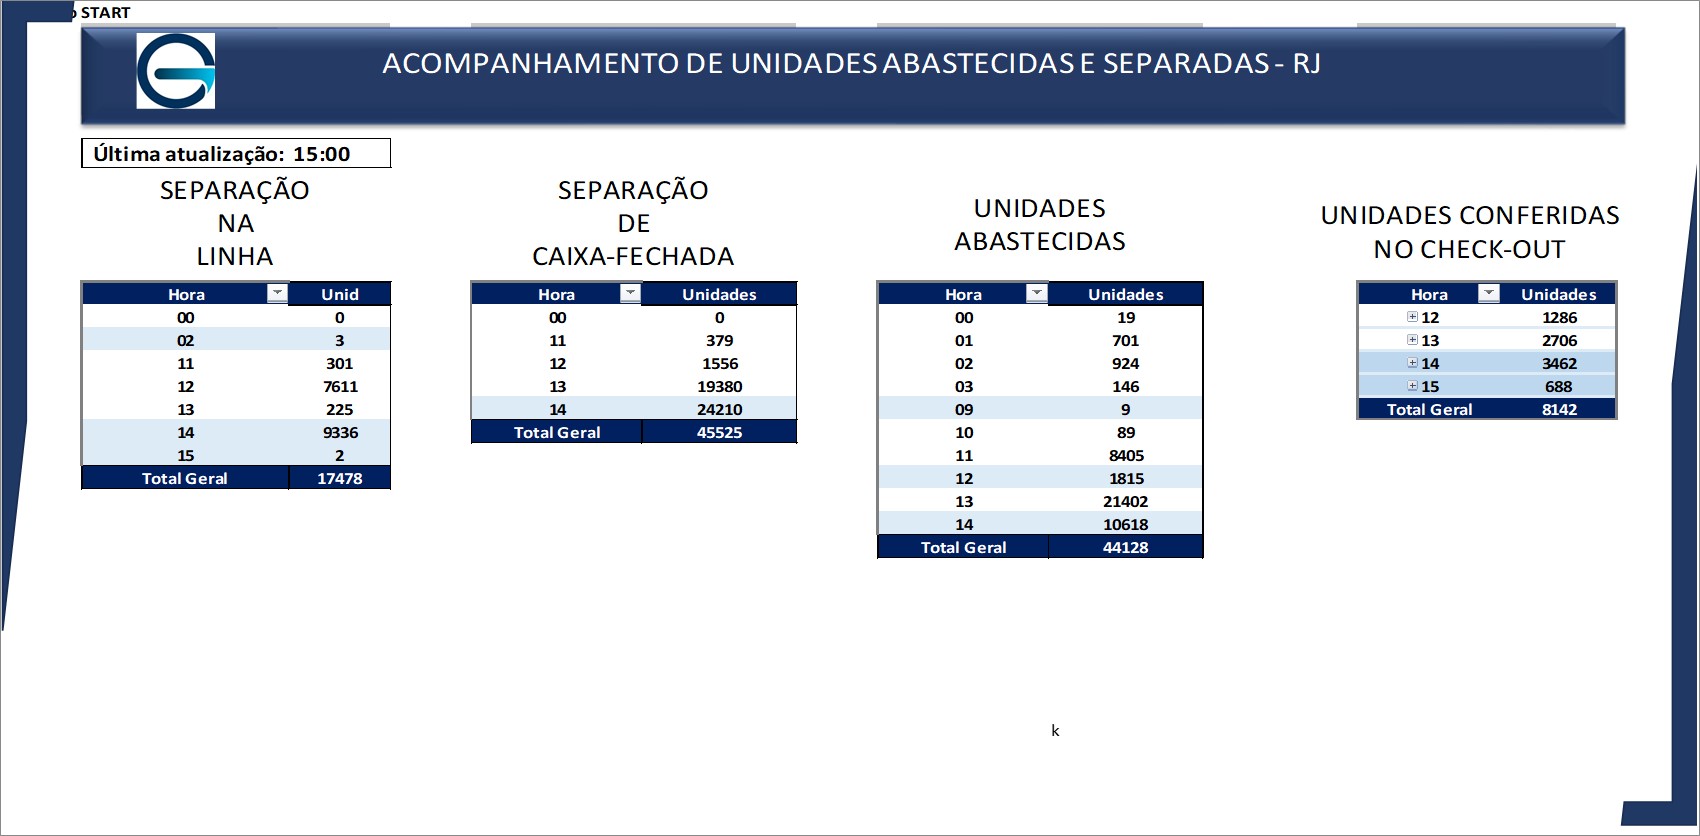 START
ACOMPANHAMENTO DE UNIDADES ABASTECIDAS E SEPARADAS - RJ
Última atualização: 15:00
SEPARAÇÃO
NA
LINHA
Hora Unid
00 0
02 3
11 301
12 7611
13 225
14 9336
15 2
Total Geral 17478
SEPARAÇÃO
DE
CAIXA-FECHADA
Hora Unidades
00 0
11 379
12 1556
13 19380
14 24210
Total Geral 45525
UNIDADES
ABASTECIDAS
Hora Unidades
00 19
01 701
02 924
03 146
09 9
10 89
11 8405
12 1815
13 21402
14 10618
Total Geral 44128
UNIDADES CONFERIDAS
NO CHECK-OUT
Hora Unidades
12 1286
13 2706
14 3462
15 688
Total Geral 8142
k